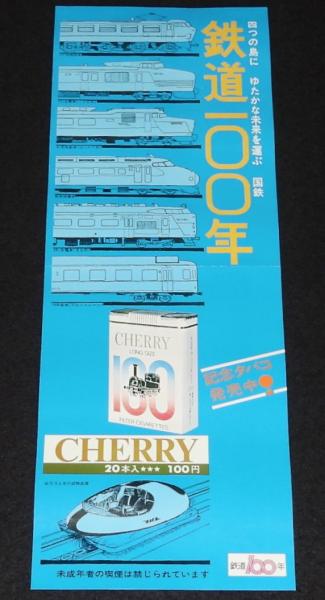 四つの島に ゆたかな未来を運ぶ 国鉄
鉄道一〇〇年
CHERRY
LONG SIZE
100
FILTER CIGARETTES
記念タバコ
発売中!
CHERRY
20本入★★★ 100円
鉄道100年
未成年者の喫煙は禁じられています